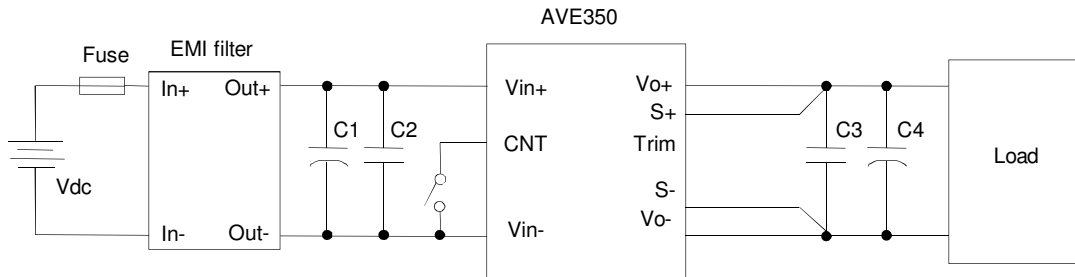 AVE350
Fuse
EMI filter
In+
Out+
Vin+
Vo+
S+
C1
C2
CNT
Trim
C3
C4
Load
Vdc
S-
Vo-
In-
Out-
Vin-